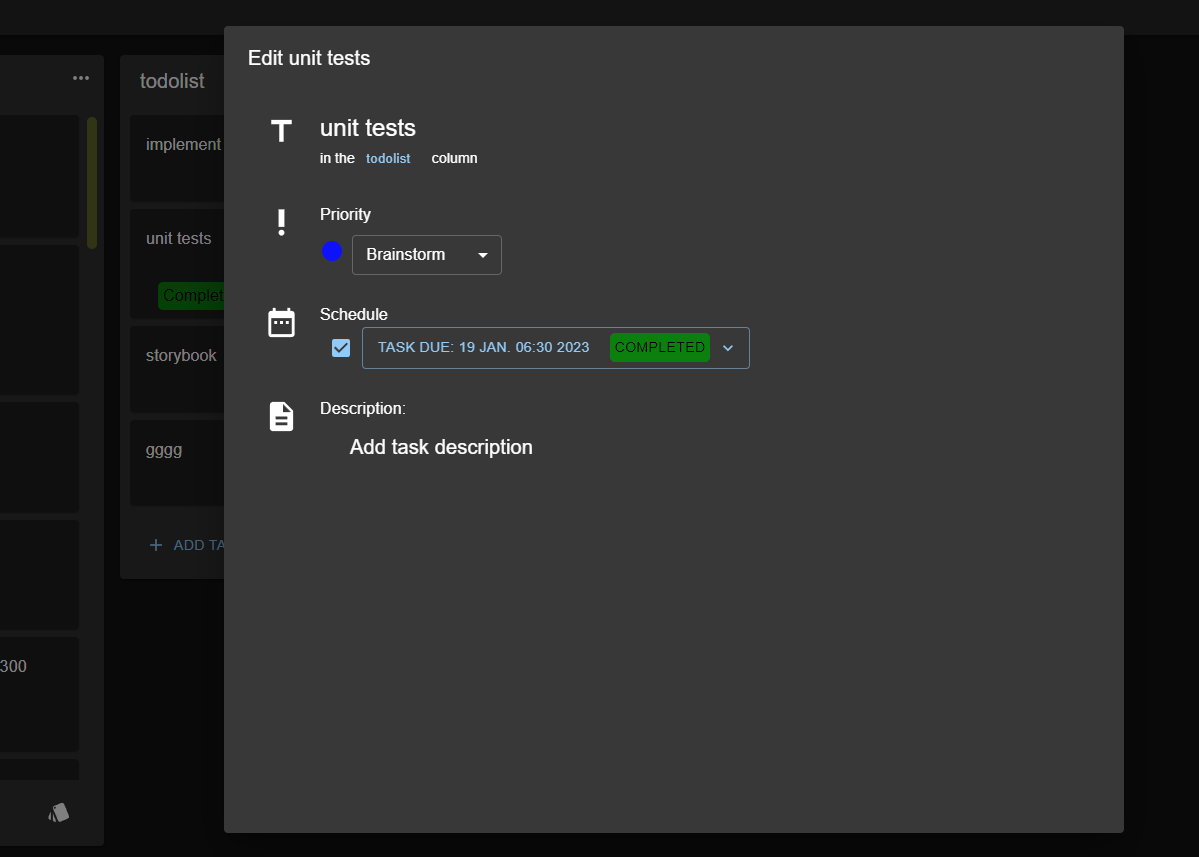 Edit unit tests
unit tests
in the todolist column
Priority
Brainstorm
Schedule
TASK DUE: 19 JAN. 06:30 2023 COMPLETED
Description:
Add task description
todolist
implement
unit tests
Complet
storybook
gggg
ADD TA
300